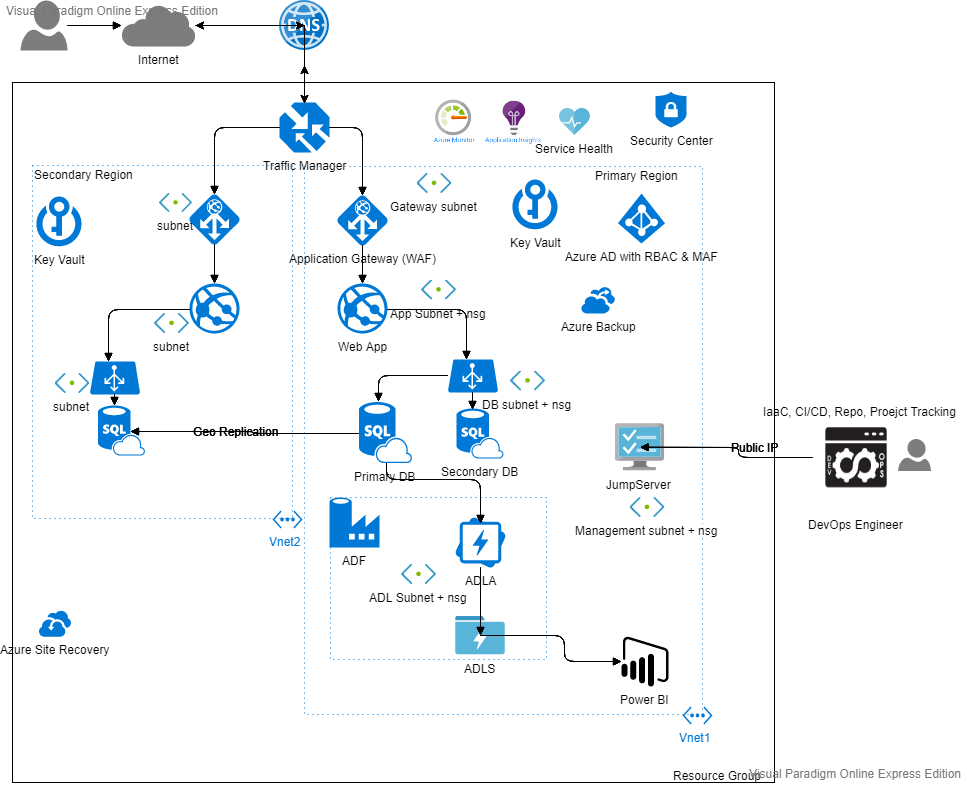 Visual Paradigm Online Express Edition
DNS
Internet
Traffic Manager
Azure Monitor
Application Insights
Service Health
Security Center
Secondary Region
Primary Region
subnet
Gateway subnet
Key Vault
Key Vault
Azure AD with RBAC & MAF
Application Gateway (WAF)
App Subnet + nsg
Azure Backup
subnet
Web App
subnet
DB subnet + nsg
IaaC, CI/CD, Repo, Proejct Tracking
SQL
SQL
SQL
Geo Replication
Public IP
DEV
OPS
Primary DB
Secondary DB
JumpServer
DevOps Engineer
Management subnet + nsg
Vnet2
ADF
ADLA
ADL Subnet + nsg
Azure Site Recovery
ADLS
Power BI
Vnet1
Resource Group
Visual Paradigm Online Express Edition